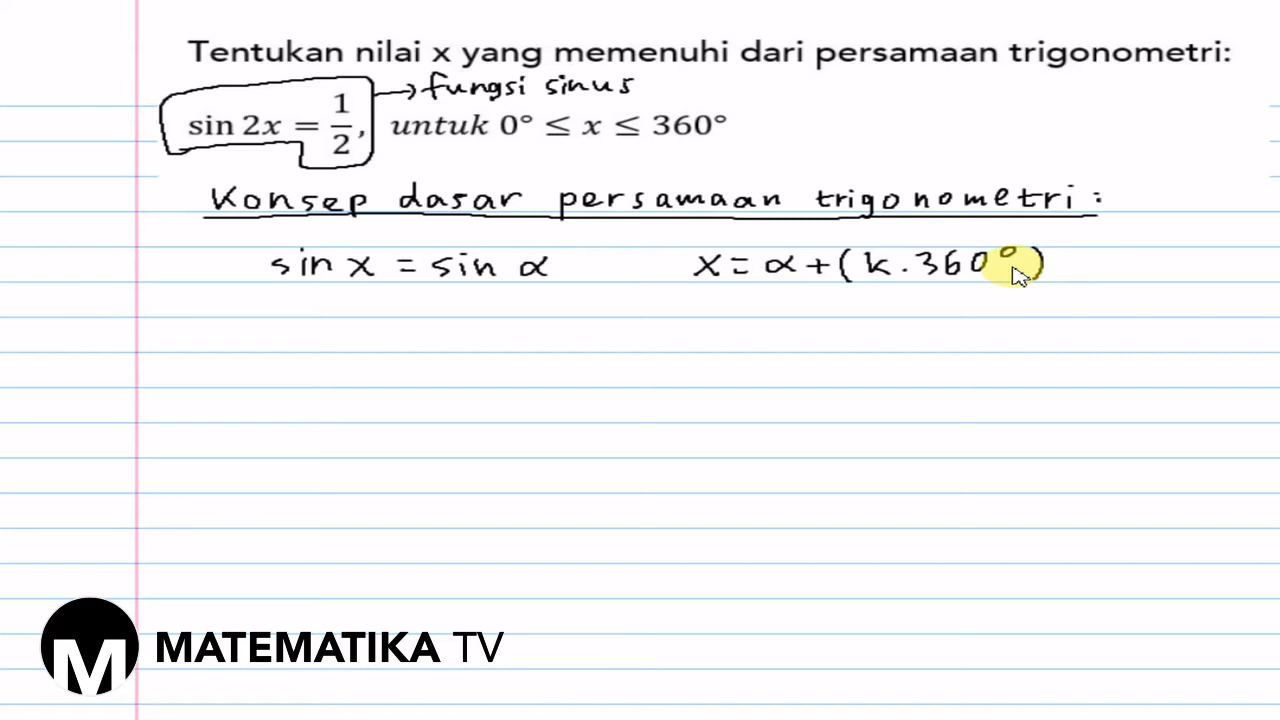 Tentukan nilai x yang memenuhi dari persamaan trigonometri:
→ fungsi sinus
sin 2x = 1/2, untuk 0° ≤ x ≤ 360°
Konsep dasar persamaan trigonometri :
sin x = sin α x = α + ( k . 360° )
M MATEMATIKA TV